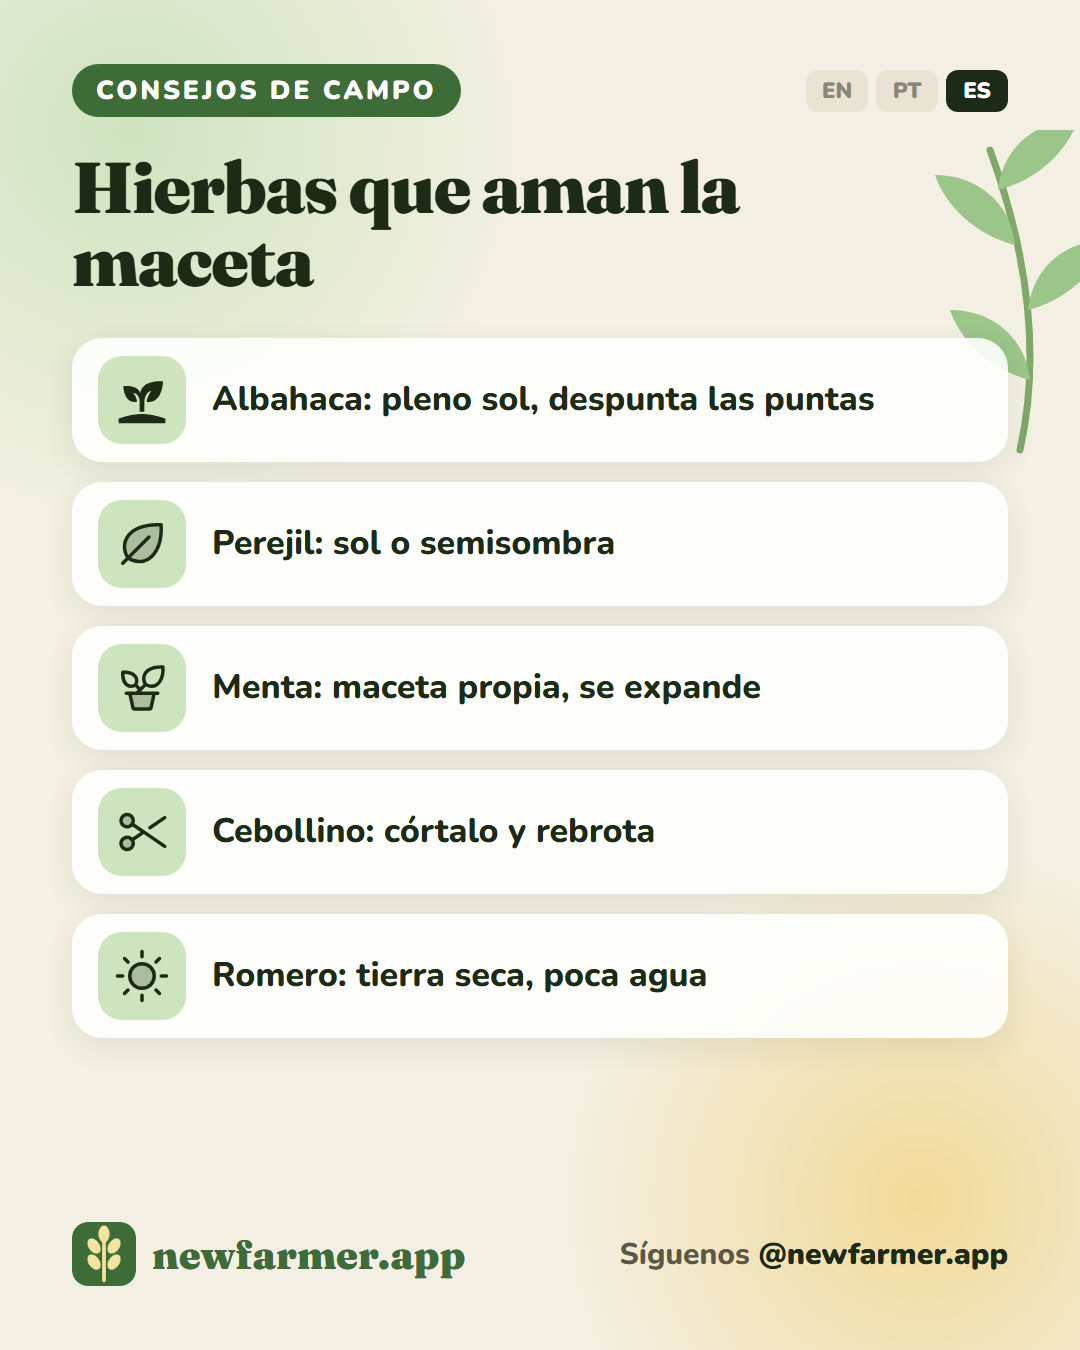 CONSEJOS DE CAMPO
EN PT ES
Hierbas que aman la
maceta
Albahaca: pleno sol, despunta las puntas
Perejil: sol o semisombra
Menta: maceta propia, se expande
Cebollino: córtalo y rebrota
Romero: tierra seca, poca agua
newfarmer.app
Síguenos @newfarmer.app